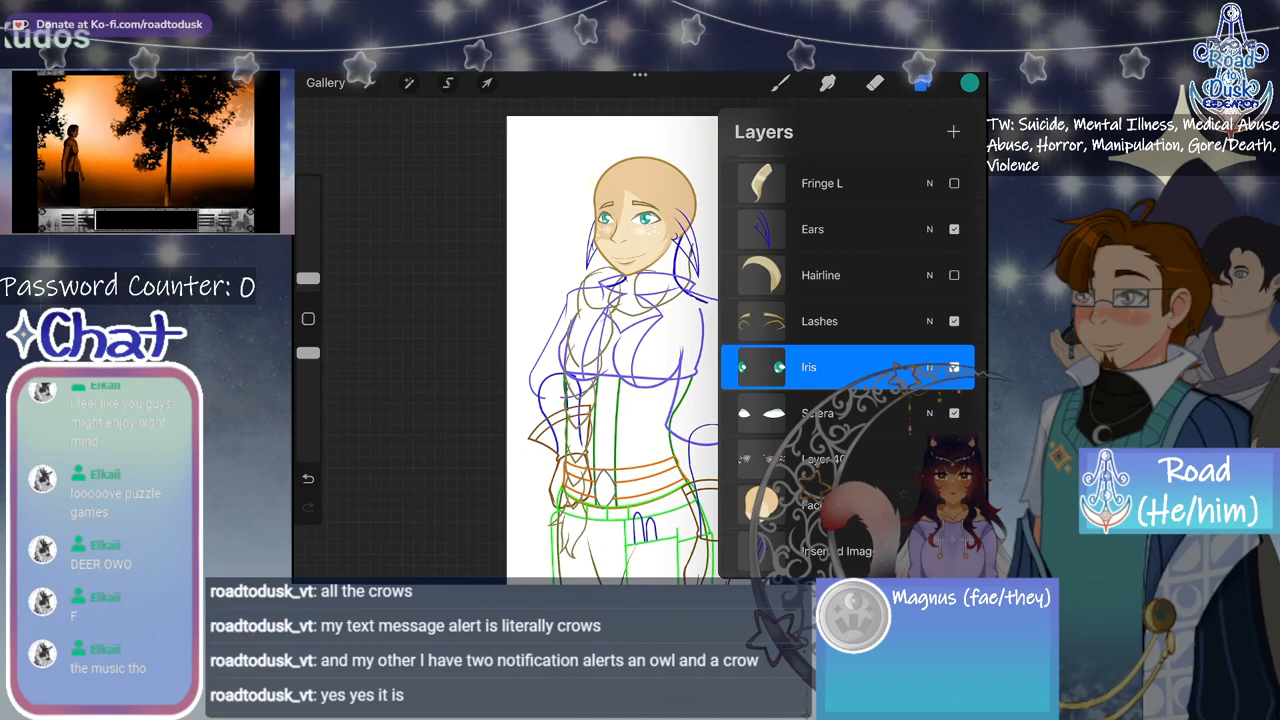 Donate at Ko-fi.com/roadtodusk
Kudos
Gallery
Road
to
Dusk
TW: Suicide, Mental Illness, Medical Abuse
Abuse, Horror, Manipulation, Gore/Death,
Violence
Layers
Fringe L N
Ears N
Hairline N
Lashes N
Iris N
Sclera N
Layer 40
Inserted Imag
Password Counter: 0
Chat
Elkaii
i feel like you guys
might enjoy night
mind
Elkaii
looooove puzzle
games
Elkaii
DEER OWO
Elkaii
F
Elkaii
the music tho
roadtodusk_vt: all the crows
roadtodusk_vt: my text message alert is literally crows
roadtodusk_vt: and my other I have two notification alerts an owl and a crow
roadtodusk_vt: yes yes it is
Road
(He/him)
Magnus (fae/they)